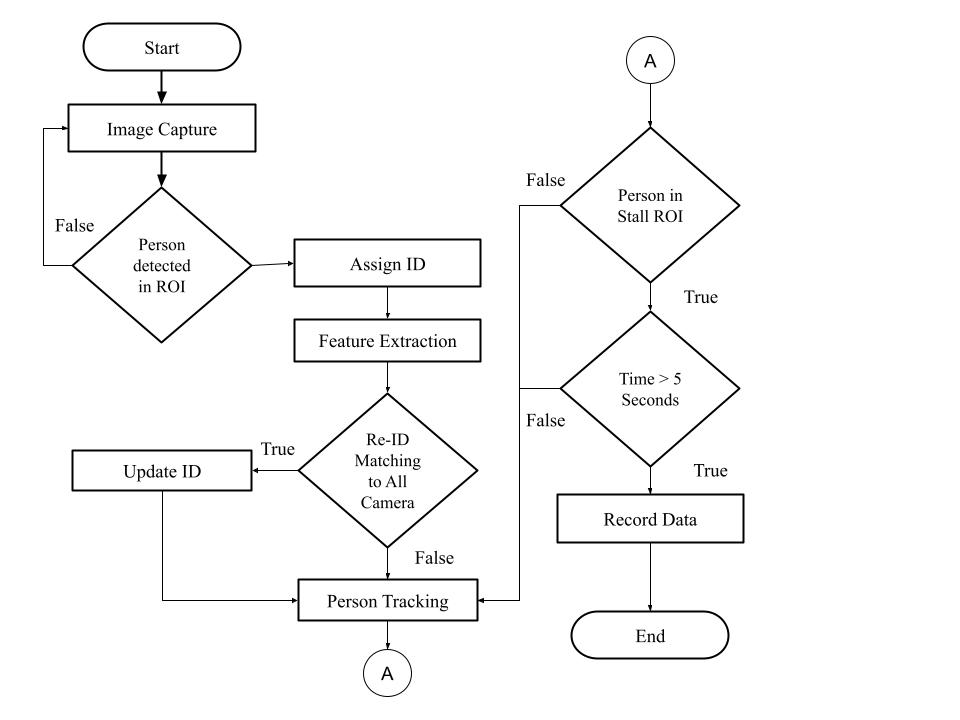 Start
Image Capture
False
Person
detected
in ROI
Assign ID
Feature Extraction
Re-ID
Matching
to All
Camera
True
Update ID
False
Person Tracking
A
A
False
Person in
Stall ROI
True
Time > 5
Seconds
False
True
Record Data
End